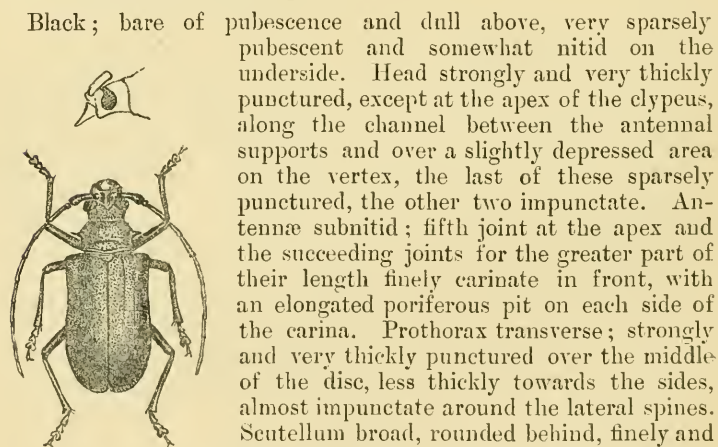 Black; bare of pubescence and dull above, very sparsely
pubescent and somewhat nitid on the
underside. Head strongly and very thickly
punctured, except at the apex of the clypeus,
along the channel between the antennal
supports and over a slightly depressed area
on the vertex, the last of these sparsely
punctured, the other two impunctate. An-
tennæ subnitid; fifth joint at the apex and
the succeeding joints for the greater part of
their length finely carinate in front, with
an elongated poriferous pit on each side of
the carina. Prothorax transverse; strongly
and very thickly punctured over the middle
of the disc, less thickly towards the sides,
almost impunctate around the lateral spines.
Scutellum broad, rounded behind, finely and